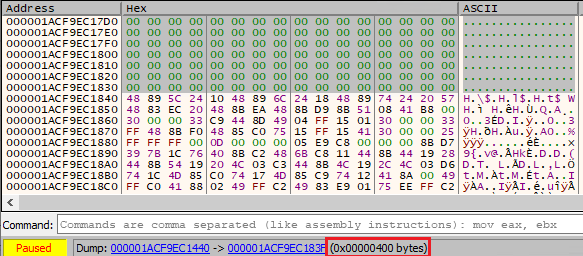 Address Hex ASCII
000001ACF9EC17D0 00 00 00 00 00 00 00 00 00 00 00 00 00 00 00 00 ................
000001ACF9EC17E0 00 00 00 00 00 00 00 00 00 00 00 00 00 00 00 00 ................
000001ACF9EC17F0 00 00 00 00 00 00 00 00 00 00 00 00 00 00 00 00 ................
000001ACF9EC1800 00 00 00 00 00 00 00 00 00 00 00 00 00 00 00 00 ................
000001ACF9EC1810 00 00 00 00 00 00 00 00 00 00 00 00 00 00 00 00 ................
000001ACF9EC1820 00 00 00 00 00 00 00 00 00 00 00 00 00 00 00 00 ................
000001ACF9EC1830 00 00 00 00 00 00 00 00 00 00 00 00 00 00 00 00 ................
000001ACF9EC1840 48 89 5C 24 10 48 89 6C 24 18 48 89 74 24 20 57 H.\$.H.l$.H.t$ W
000001ACF9EC1850 48 83 EC 20 48 8B EA 48 8B D9 8B 51 08 41 B8 00 H.ì H.êH.Ù.Q.A¸.
000001ACF9EC1860 30 00 00 33 C9 44 8D 49 04 FF 15 01 30 00 00 33 0..3ÉD.I.ÿ..0..3
000001ACF9EC1870 FF 48 8B F0 48 85 C0 75 15 FF 15 41 30 00 00 25 ÿH.ðH.Àu.ÿ.A0..%
000001ACF9EC1880 FF FF FF 00 0D 00 00 00 05 E9 C8 00 00 00 8B D7 ÿÿÿ......éÈ....×
000001ACF9EC1890 39 7B 1C 76 40 8B C2 48 6B C8 11 44 8B 44 19 28 9{.v@.ÂHkÈ.D.D.(
000001ACF9EC18A0 44 8B 54 19 20 4C 03 C3 44 8B 4C 19 2C 4C 03 D5 D.T. L.ÃD.L.,L.Õ
000001ACF9EC18B0 74 1C 4D 85 C0 74 17 4D 85 C9 74 12 41 8A 00 49 t.M.Àt.M.Ét.A..I
000001ACF9EC18C0 FF C0 41 88 02 49 FF C2 49 83 E9 01 75 EE FF C2 ÿÀA..IÿÂI.é.uîÿÂ
Command: Commands are comma separated (like assembly instructions): mov eax, ebx
Paused Dump: 000001ACF9EC1440 -> 000001ACF9EC183F (0x00000400 bytes)